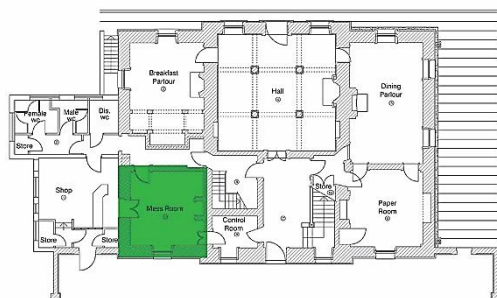 Breakfast
Parlour
Hall
Dining
Parlour
Female
WC
Male
WC
Dis.
WC
Store
Shop
Mess Room
Store
Control
Room
Paper
Room
Store
Store